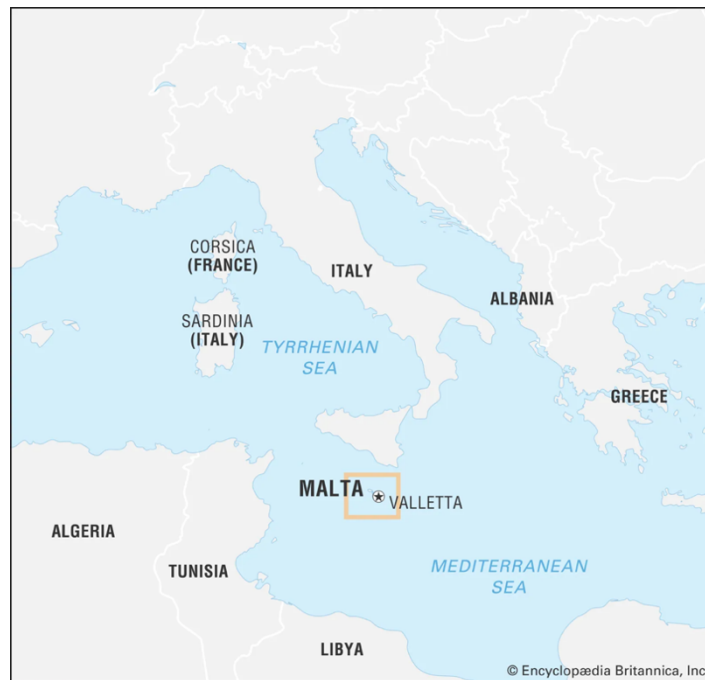 CORSICA
(FRANCE)
ITALY
ALBANIA
SARDINIA
(ITALY)
TYRRHENIAN
SEA
GREECE
MALTA
VALLETTA
ALGERIA
TUNISIA
MEDITERRANEAN
SEA
LIBYA
© Encyclopædia Britannica, Inc